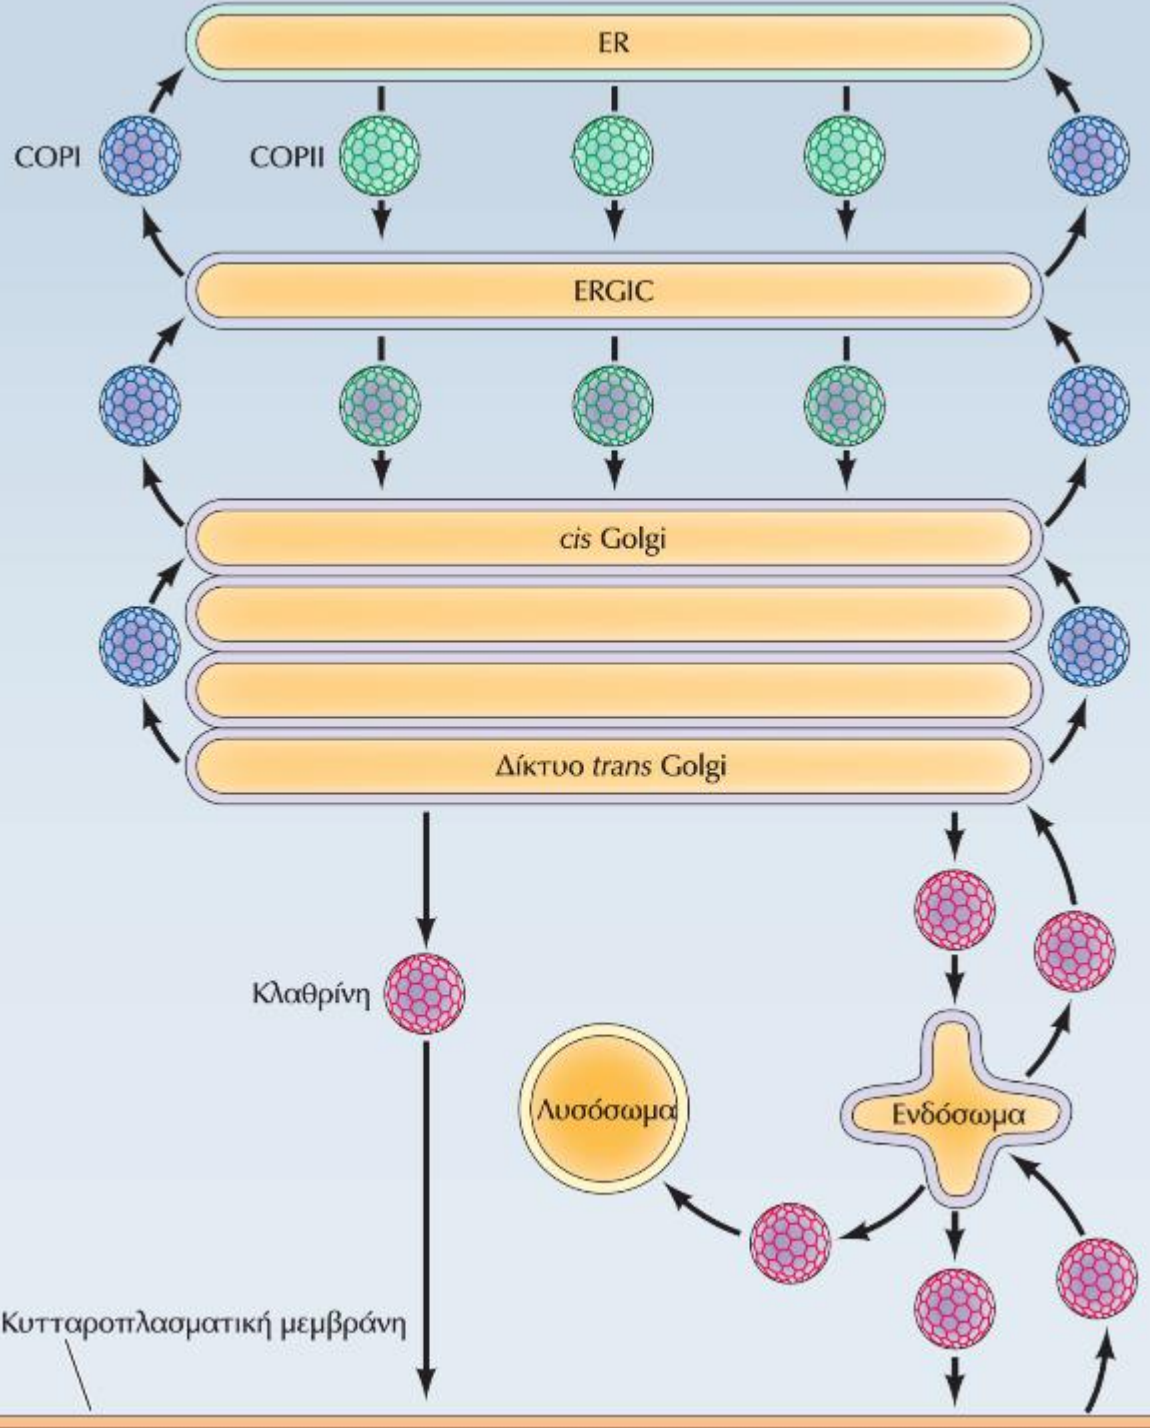 ER
COPI
COPII
ERGIC
cis Golgi
Δίκτυο trans Golgi
Κλαθρίνη
Λυσόσωμα
Ενδόσωμα
Κυτταροπλασματική μεμβράνη